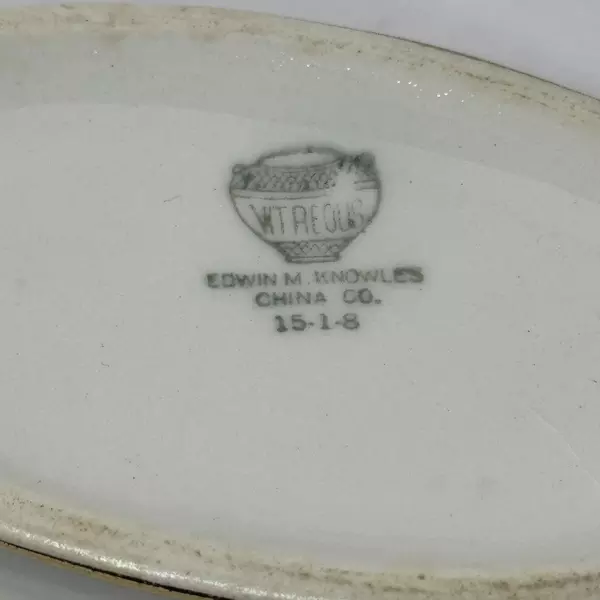 VITREOUS
EDWIN M. KNOWLES
CHINA CO.
15-1-8